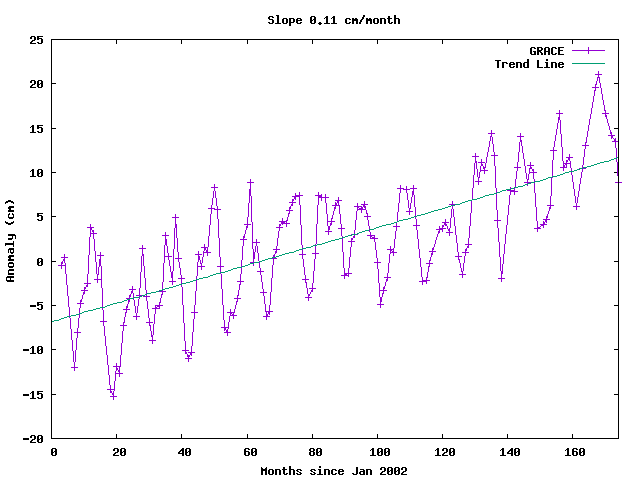 Slope 0.11 cm/month
25
20
15
10
5
0
-5
-10
-15
-20
Anomaly (cm)
GRACE
Trend Line
0 20 40 60 80 100 120 140 160
Months since Jan 2002